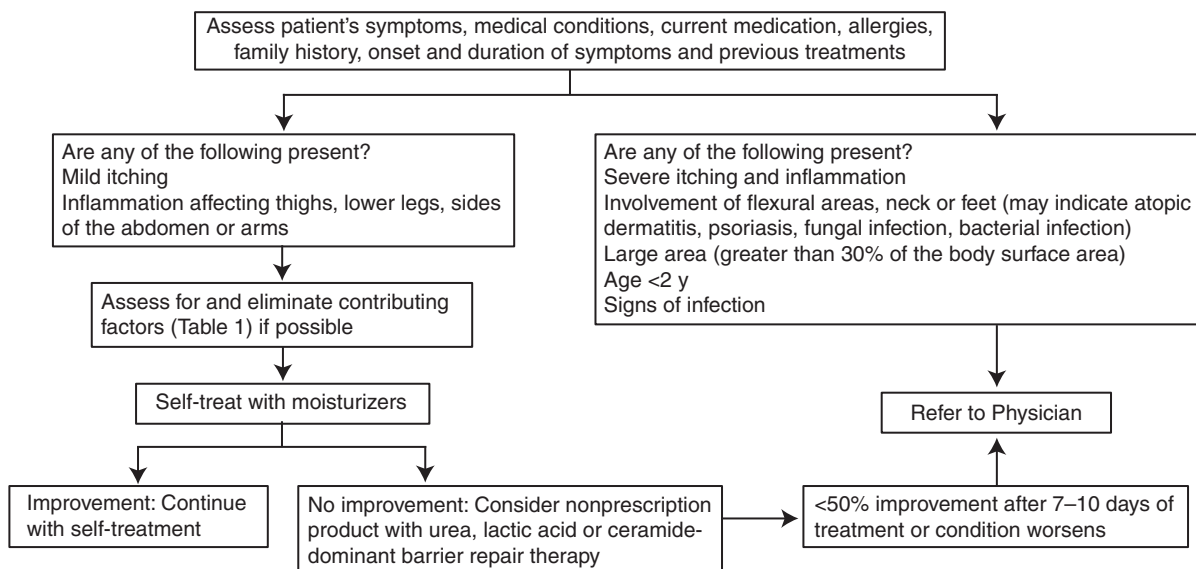 Assess patient's symptoms, medical conditions, current medication, allergies,
family history, onset and duration of symptoms and previous treatments
Are any of the following present?
Mild itching
Inflammation affecting thighs, lower legs, sides
of the abdomen or arms
Are any of the following present?
Severe itching and inflammation
Involvement of flexural areas, neck or feet (may indicate atopic
dermatitis, psoriasis, fungal infection, bacterial infection)
Large area (greater than 30% of the body surface area)
Age <2 y
Signs of infection
Assess for and eliminate contributing
factors (Table 1) if possible
Self-treat with moisturizers
Refer to Physician
Improvement: Continue
with self-treatment
No improvement: Consider nonprescription
product with urea, lactic acid or ceramide-
dominant barrier repair therapy
<50% improvement after 7–10 days of
treatment or condition worsens